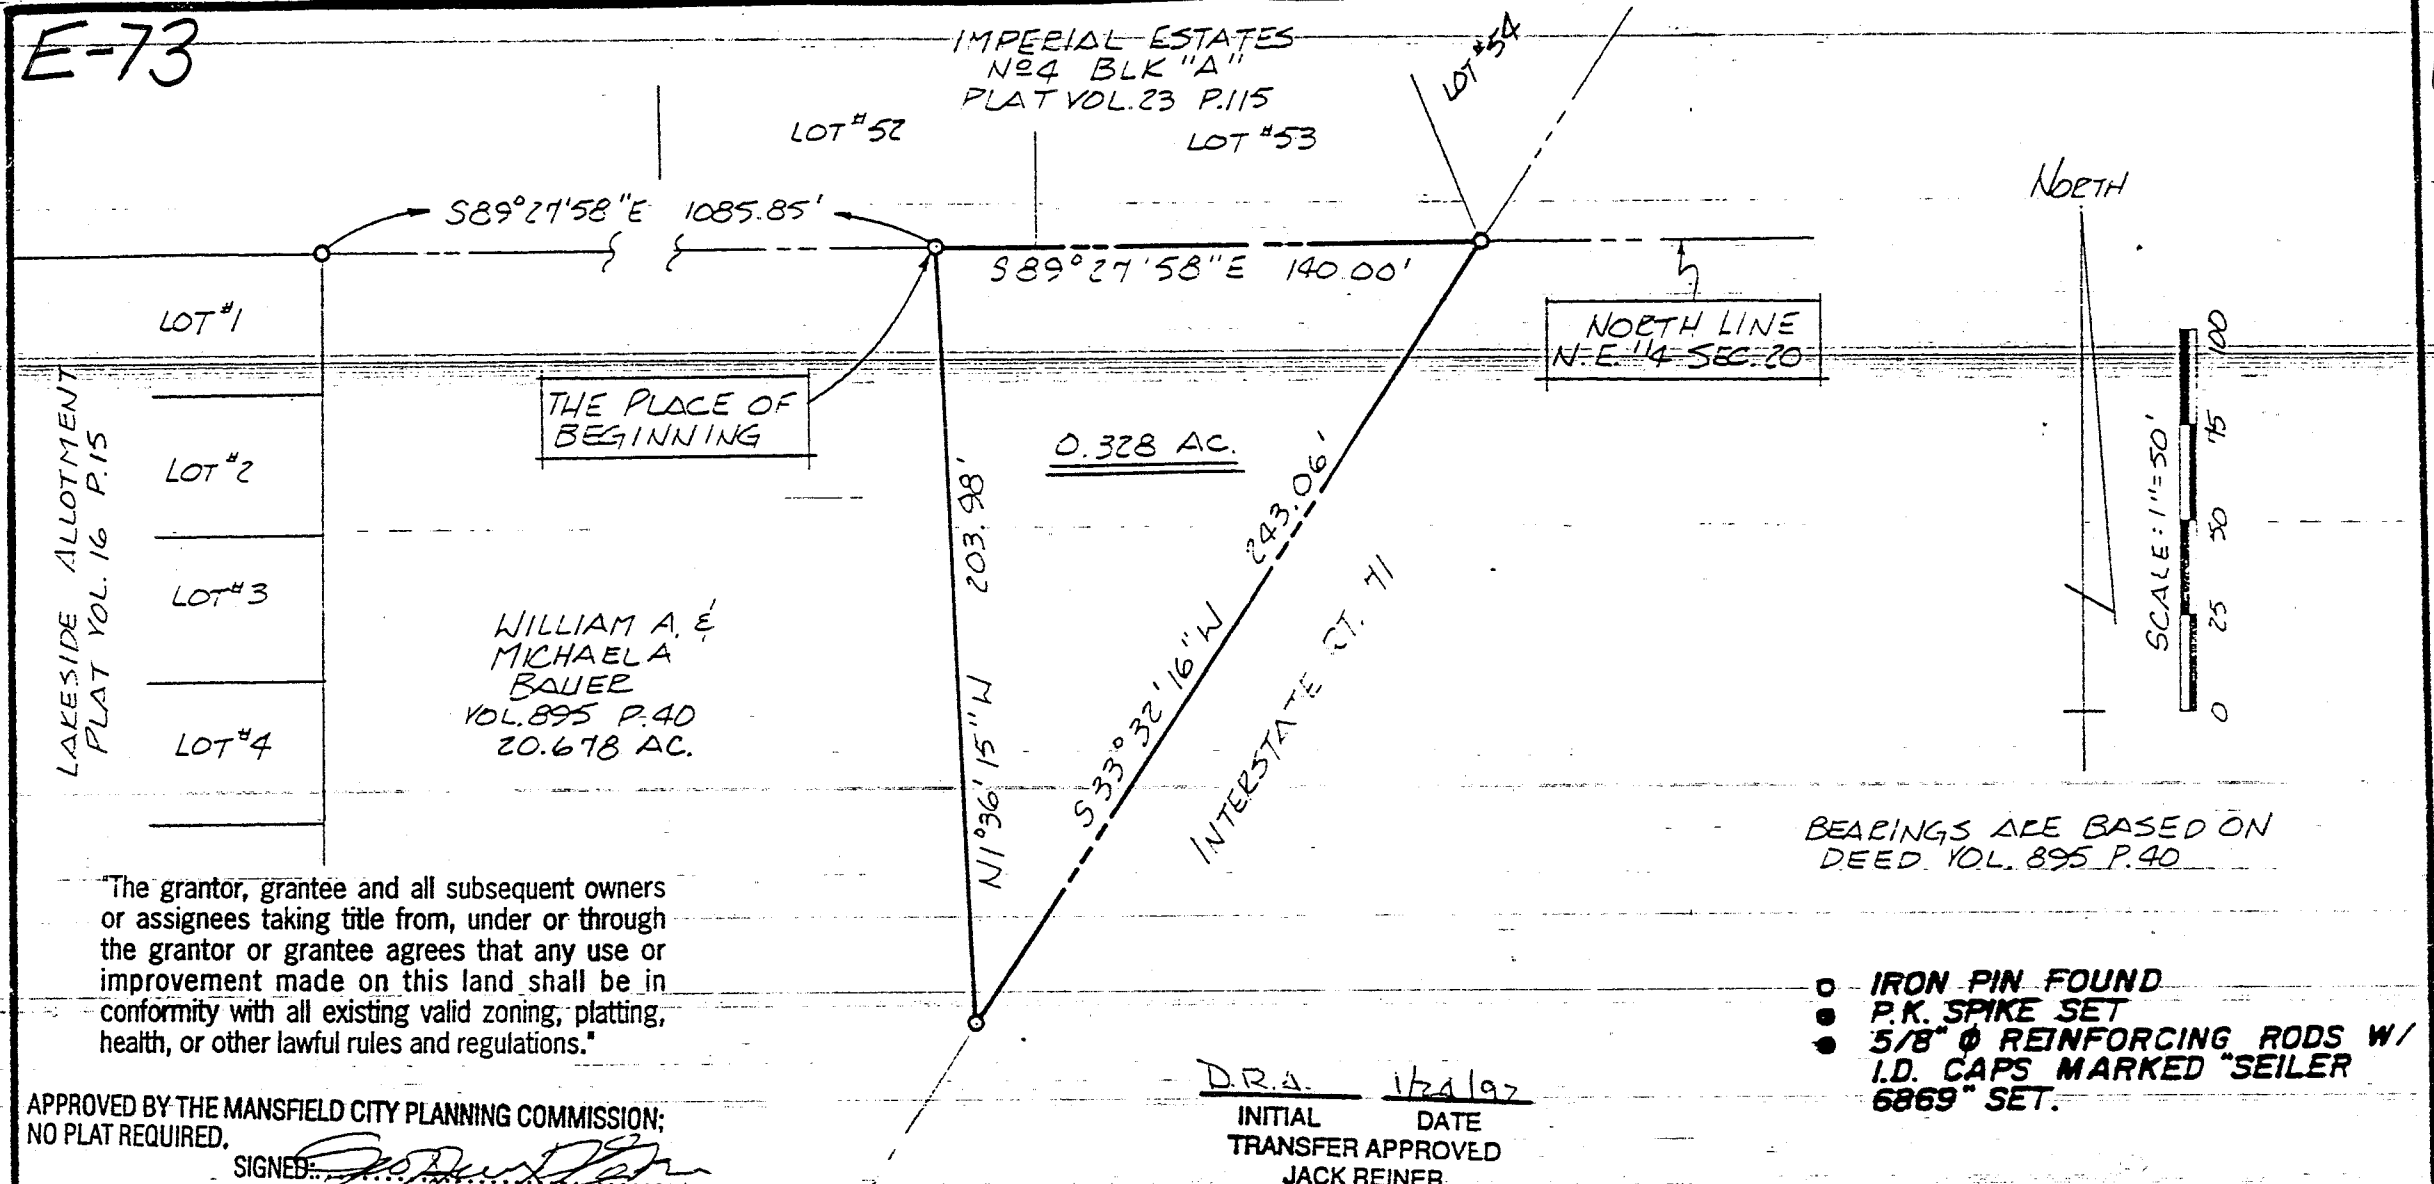 E-73
IMPERIAL ESTATES
Nº4 BLK "A"
PLAT VOL.23 P.115
LOT #52
LOT #53
LOT #54
S89°27'58"E 1085.85'
S89°27'58"E 140.00'
NORTH
LOT #1
LOT #2
LOT #3
LOT #4
LAKESIDE ALLOTMENT
PLAT VOL. 16 P.15
THE PLACE OF
BEGINNING
NORTH LINE
N.E. 1/4 SEC. 20
0.328 AC.
203.98'
N1°36'15"W
243.06'
S33°32'16"W
INTERSTATE RT. 71
WILLIAM A. &
MICHAEL A
BAUER
VOL.895 P.40
20.678 AC.
SCALE: 1"=50'
0 25 50 75 100
BEARINGS ARE BASED ON
DEED VOL. 895 P.40
"The grantor, grantee and all subsequent owners
or assignees taking title from, under or through
the grantor or grantee agrees that any use or
improvement made on this land shall be in
conformity with all existing valid zoning, platting,
health, or other lawful rules and regulations."
IRON PIN FOUND
P.K. SPIKE SET
5/8" Ø REINFORCING RODS W/
I.D. CAPS MARKED "SEILER
6869" SET.
APPROVED BY THE MANSFIELD CITY PLANNING COMMISSION;
NO PLAT REQUIRED.
SIGNED:
D.R.A. 1/24/97
INITIAL DATE
TRANSFER APPROVED
JACK REINER